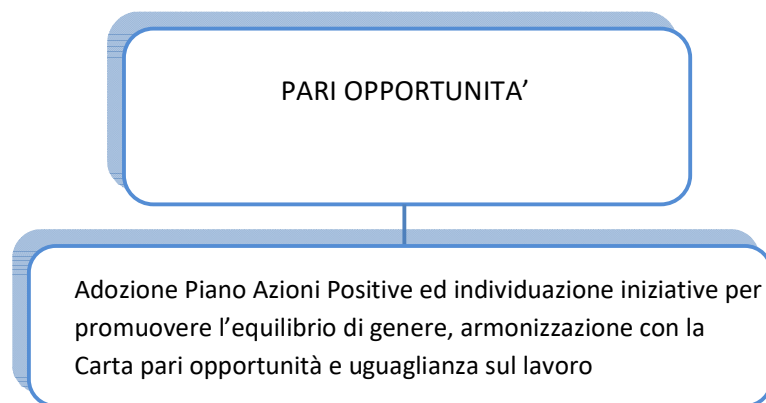 PARI OPPORTUNITA’
Adozione Piano Azioni Positive ed individuazione iniziative per
promuovere l’equilibrio di genere, armonizzazione con la
Carta pari opportunità e uguaglianza sul lavoro